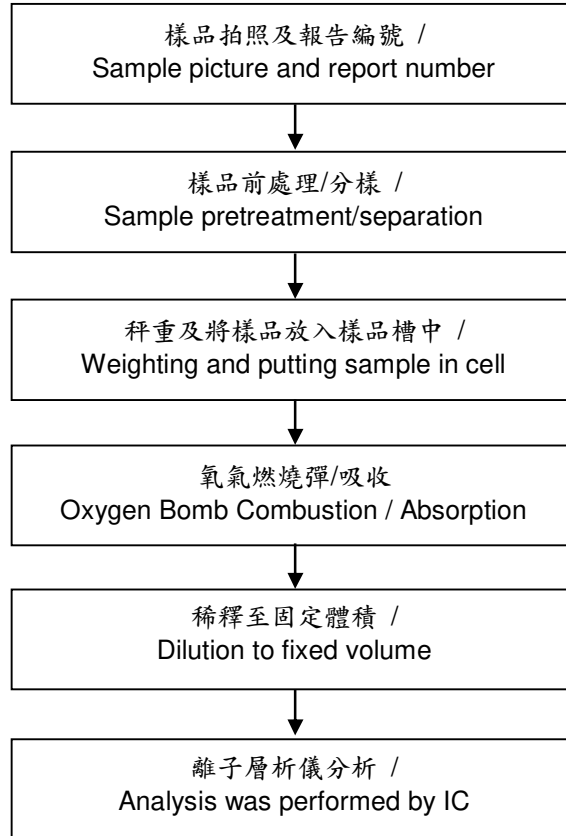 樣品拍照及報告編號 /
Sample picture and report number
樣品前處理/分樣 /
Sample pretreatment/separation
秤重及將樣品放入樣品槽中 /
Weighting and putting sample in cell
氧氣燃燒彈/吸收
Oxygen Bomb Combustion / Absorption
稀釋至固定體積 /
Dilution to fixed volume
離子層析儀分析 /
Analysis was performed by IC